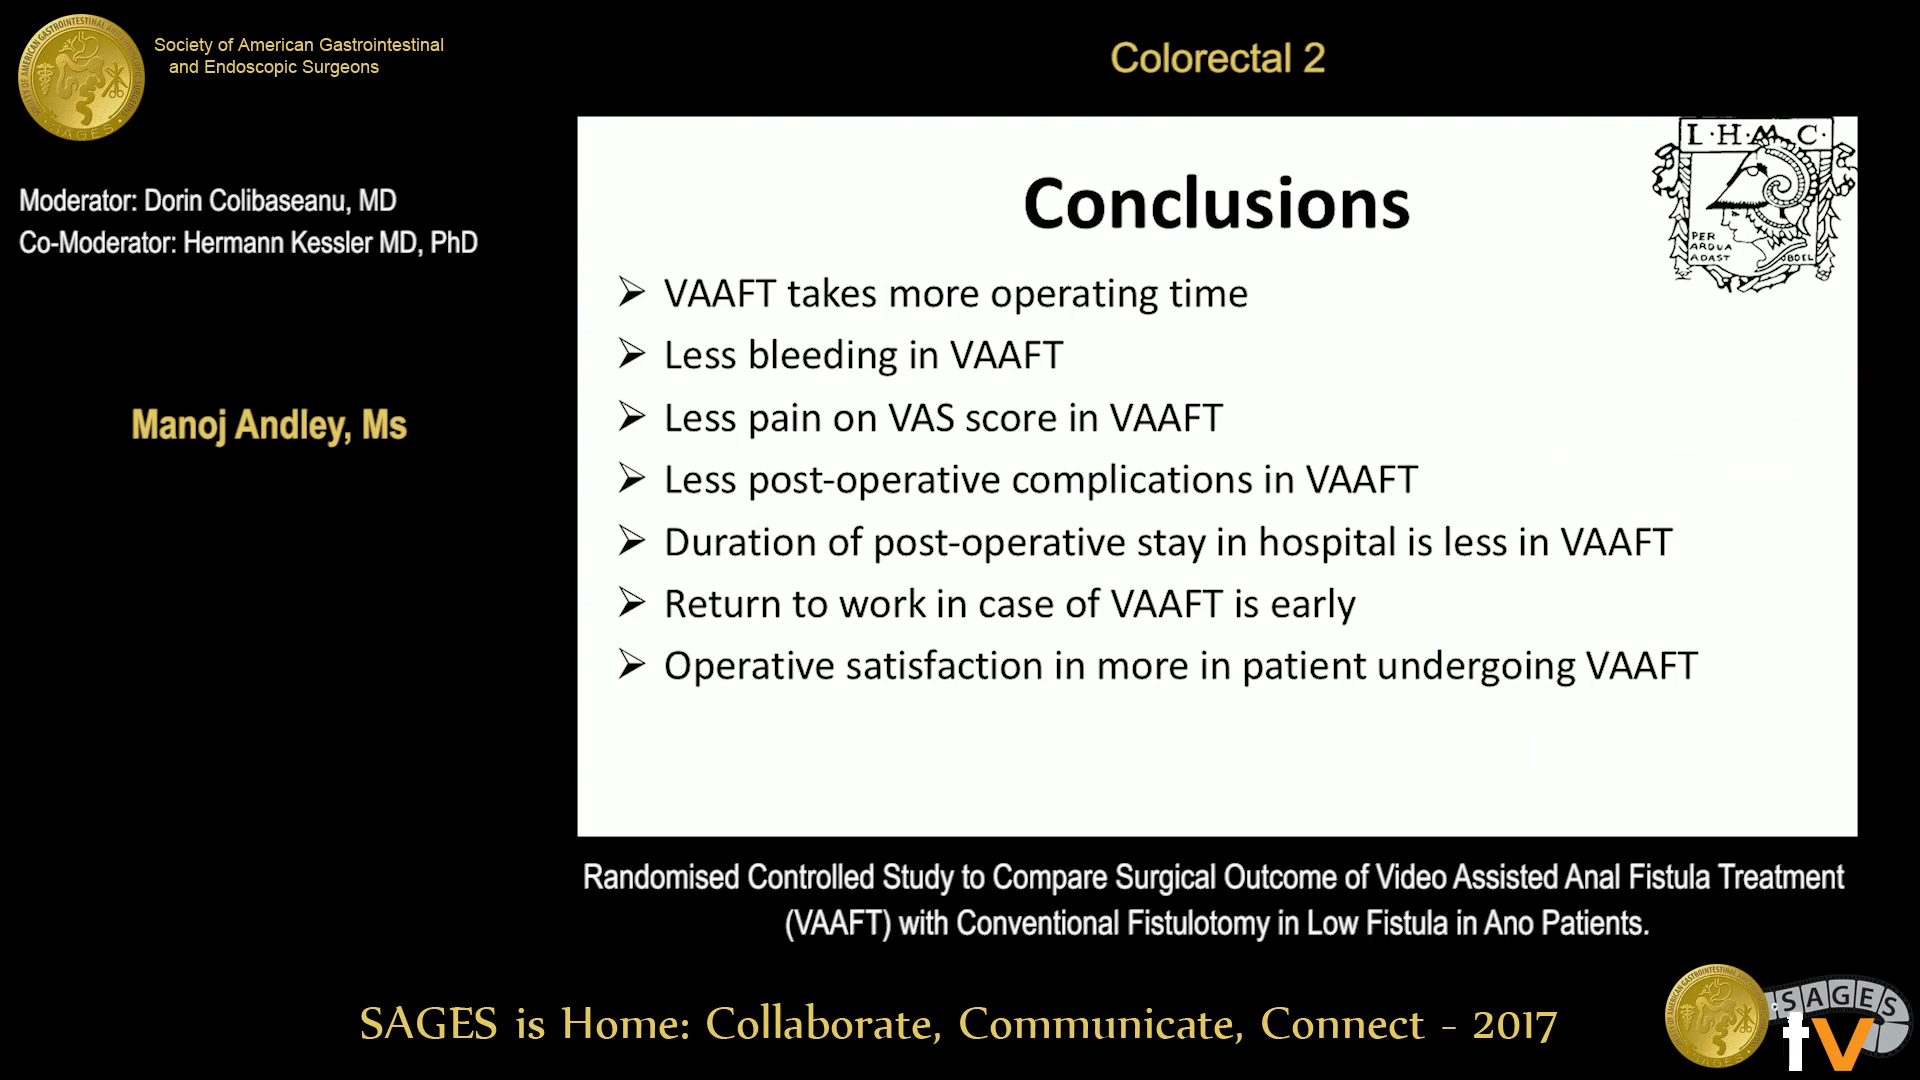 Society of American Gastrointestinal
and Endoscopic Surgeons
Colorectal 2
Moderator: Dorin Colibaseanu, MD
Co-Moderator: Hermann Kessler MD, PhD
Manoj Andley, Ms
L·H·M·C·
PER
ARDUA
ADAST
Conclusions
➢ VAAFT takes more operating time
➢ Less bleeding in VAAFT
➢ Less pain on VAS score in VAAFT
➢ Less post-operative complications in VAAFT
➢ Duration of post-operative stay in hospital is less in VAAFT
➢ Return to work in case of VAAFT is early
➢ Operative satisfaction in more in patient undergoing VAAFT
Randomised Controlled Study to Compare Surgical Outcome of Video Assisted Anal Fistula Treatment
(VAAFT) with Conventional Fistulotomy in Low Fistula in Ano Patients.
SAGES is Home: Collaborate, Communicate, Connect - 2017
SAGES
tv